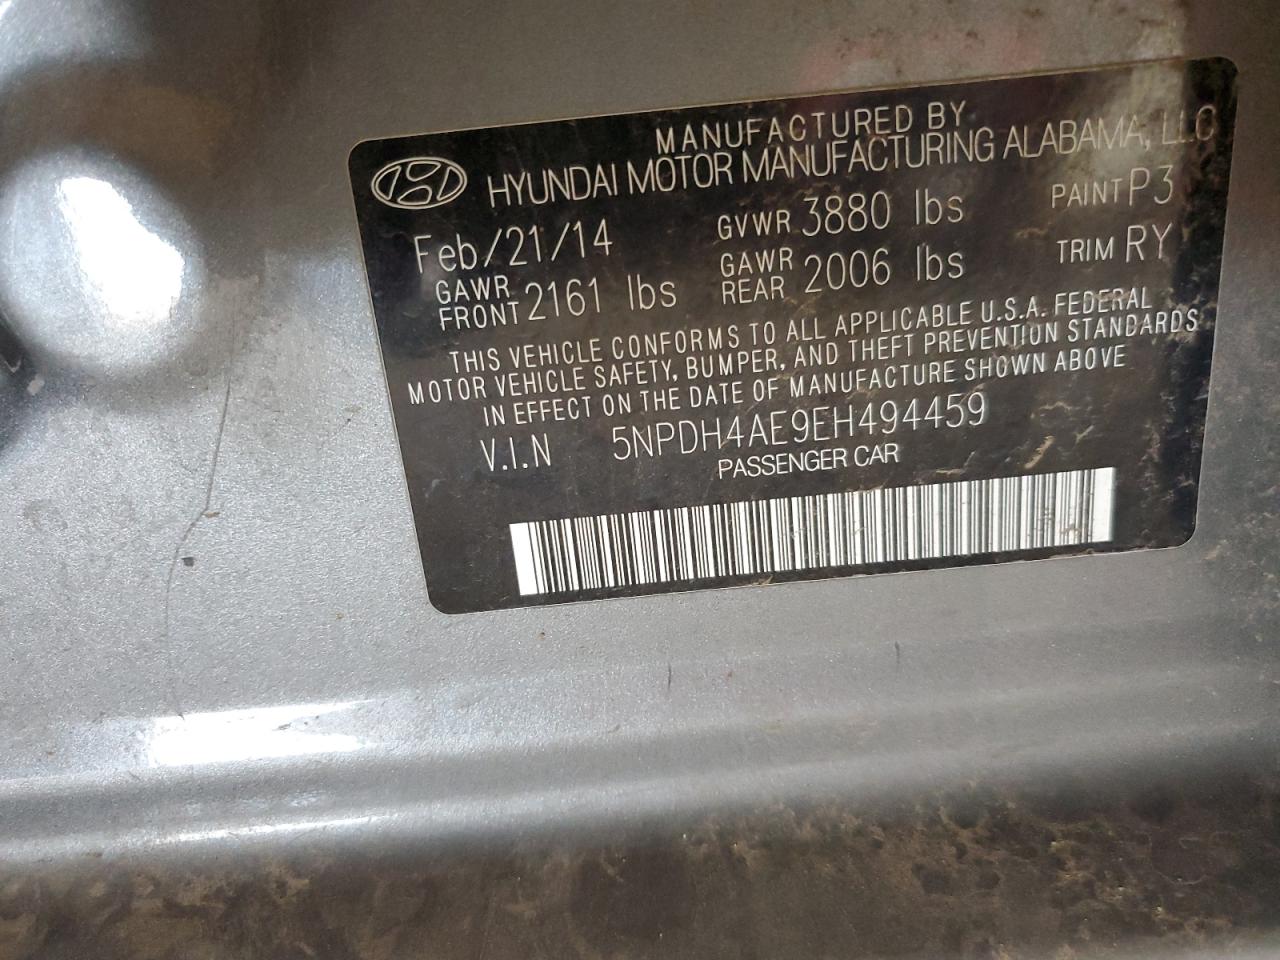 MANUFACTURED BY
HYUNDAI MOTOR MANUFACTURING ALABAMA, LLC
Feb/21/14 GVWR 3880 lbs PAINT P3
GAWR FRONT 2161 lbs GAWR REAR 2006 lbs TRIM RY
THIS VEHICLE CONFORMS TO ALL APPLICABLE U.S.A. FEDERAL
MOTOR VEHICLE SAFETY, BUMPER, AND THEFT PREVENTION STANDARDS
IN EFFECT ON THE DATE OF MANUFACTURE SHOWN ABOVE
V.I.N 5NPDH4AE9EH494459
PASSENGER CAR